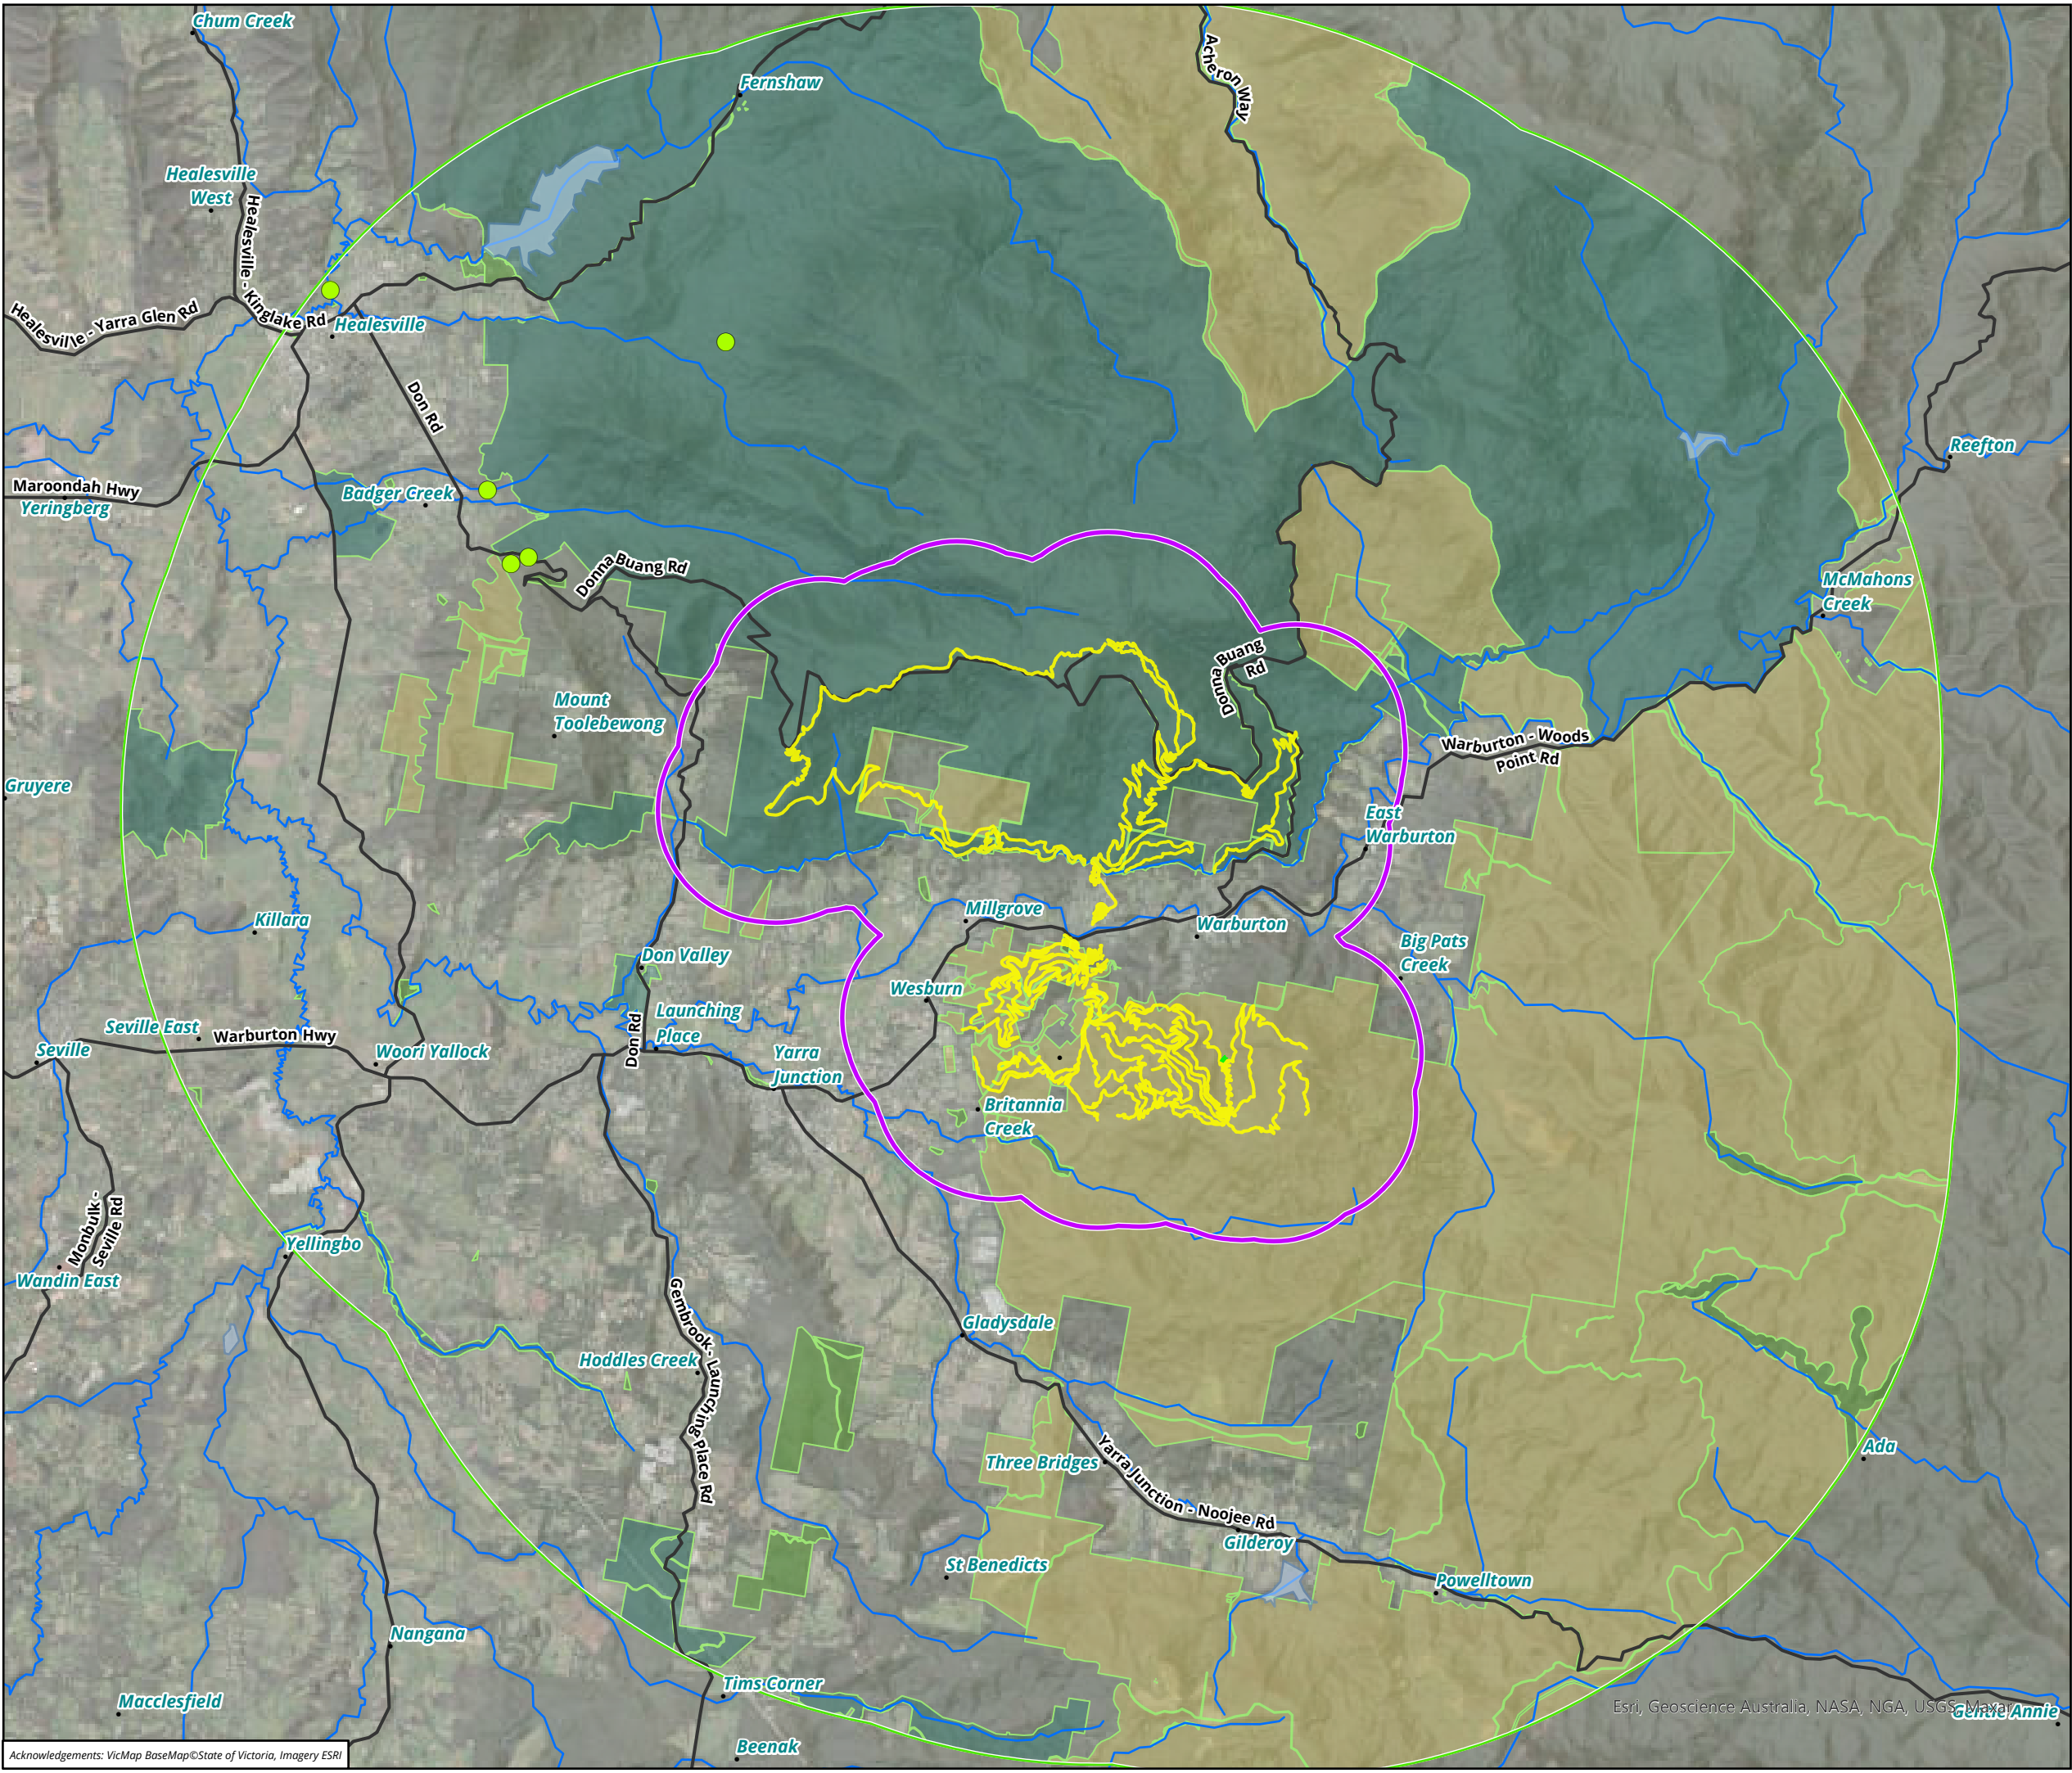 Chum Creek
Fernshaw
Acheron Way
Healesville
West
Healesville - Kinglake Rd
Healesville - Yarra Glen Rd
Healesville
Don Rd
Maroondah Hwy
Yeringberg
Badger Creek
Reefton
Donna Buang Rd
McMahons
Creek
Donna Buang
Rd
Mount
Toolebewong
Warburton - Woods
Point Rd
Gruyere
East
Warburton
Killara
Millgrove
Warburton
Big Pats
Creek
Don Valley
Wesburn
Launching
Place
Don Rd
Seville East
Warburton Hwy
Seville
Woori Yallock
Yarra
Junction
Britannia
Creek
Monbulk -
Seville Rd
Yellingbo
Wandin East
Gembrook - Launching Place Rd
Gladysdale
Hoddles Creek
Three Bridges
Yarra Junction - Noojee Rd
Ada
Gilderoy
St Benedicts
Powelltown
Nangana
Tims Corner
Macclesfield
Esri, Geoscience Australia, NASA, NGA, USGS, Maxar
Gentle Annie
Beenak
Acknowledgements: VicMap BaseMap©State of Victoria, Imagery ESRI